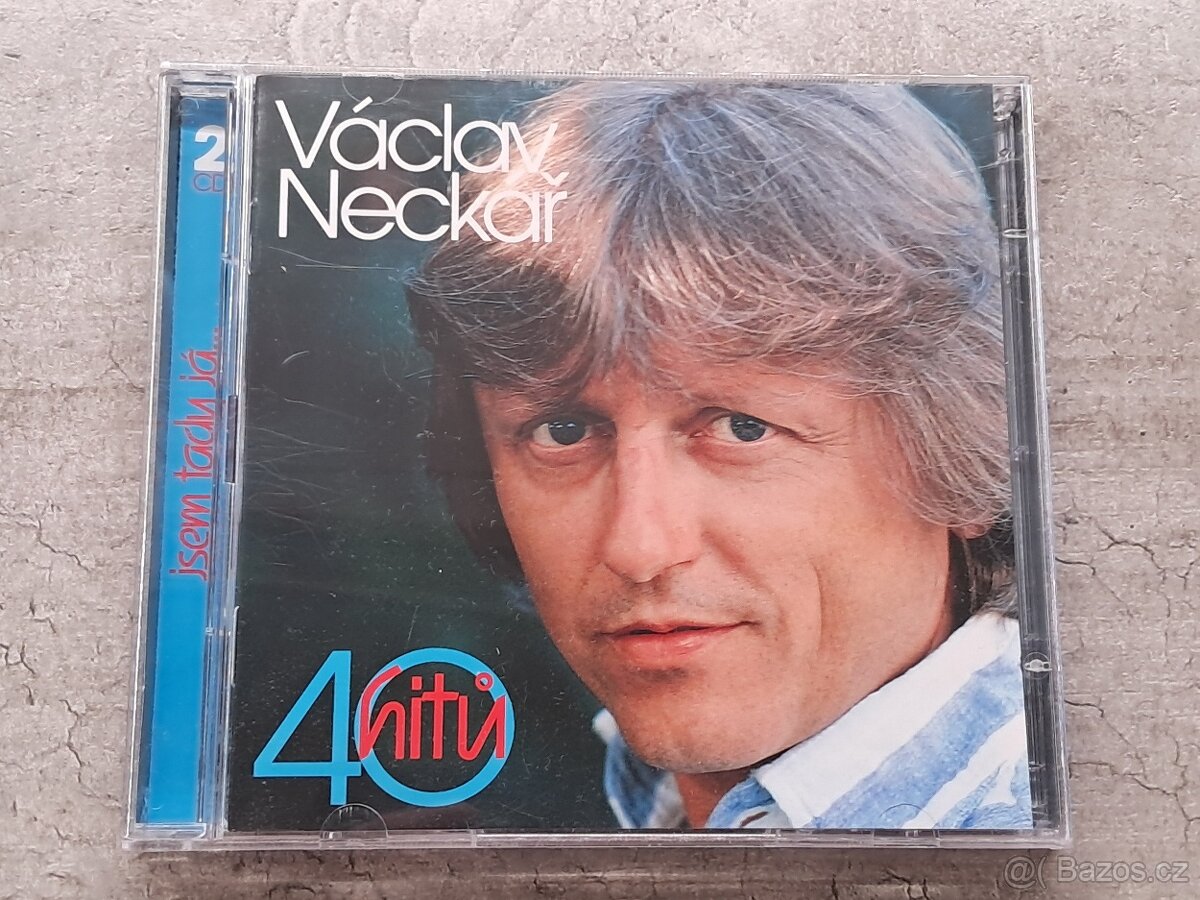 Václav
Neckář
2
CD
jsem tady já...
40
hitů
@( Bazos.cz